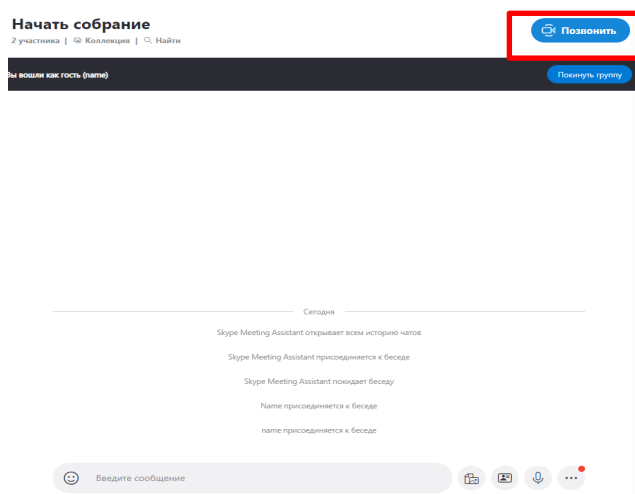 Начать собрание
Позвонить
2 участника | Коллекция | Найти
Вы вошли как гость (name)
Покинуть группу
Сегодня
Skype Meeting Assistant открывает всем историю чатов
Skype Meeting Assistant присоединяется к беседе
Skype Meeting Assistant покидает беседу
Name присоединяется к беседе
name присоединяется к беседе
Введите сообщение